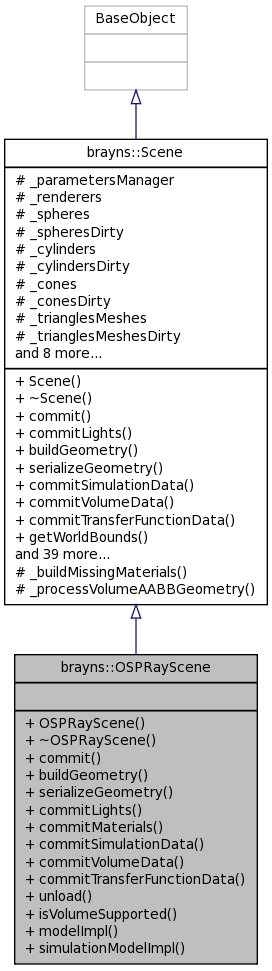 BaseObject
brayns::Scene
# _parametersManager
# _renderers
# _spheres
# _spheresDirty
# _cylinders
# _cylindersDirty
# _cones
# _conesDirty
# _trianglesMeshes
# _trianglesMeshesDirty
and 8 more...
+ Scene()
+ ~Scene()
+ commit()
+ commitLights()
+ buildGeometry()
+ serializeGeometry()
+ commitSimulationData()
+ commitVolumeData()
+ commitTransferFunctionData()
+ getWorldBounds()
and 39 more...
# _buildMissingMaterials()
# _processVolumeAABBGeometry()
brayns::OSPRayScene
+ OSPRayScene()
+ ~OSPRayScene()
+ commit()
+ buildGeometry()
+ serializeGeometry()
+ commitLights()
+ commitMaterials()
+ commitSimulationData()
+ commitVolumeData()
+ commitTransferFunctionData()
+ unload()
+ isVolumeSupported()
+ modelImpl()
+ simulationModelImpl()